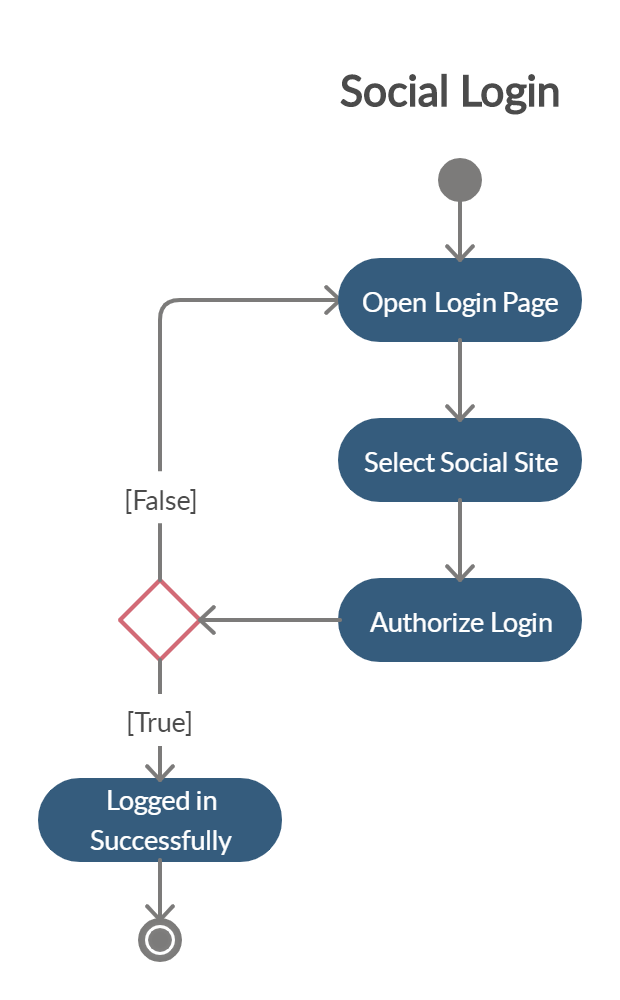 Social Login
Open Login Page
Select Social Site
[False]
Authorize Login
[True]
Logged in
Successfully